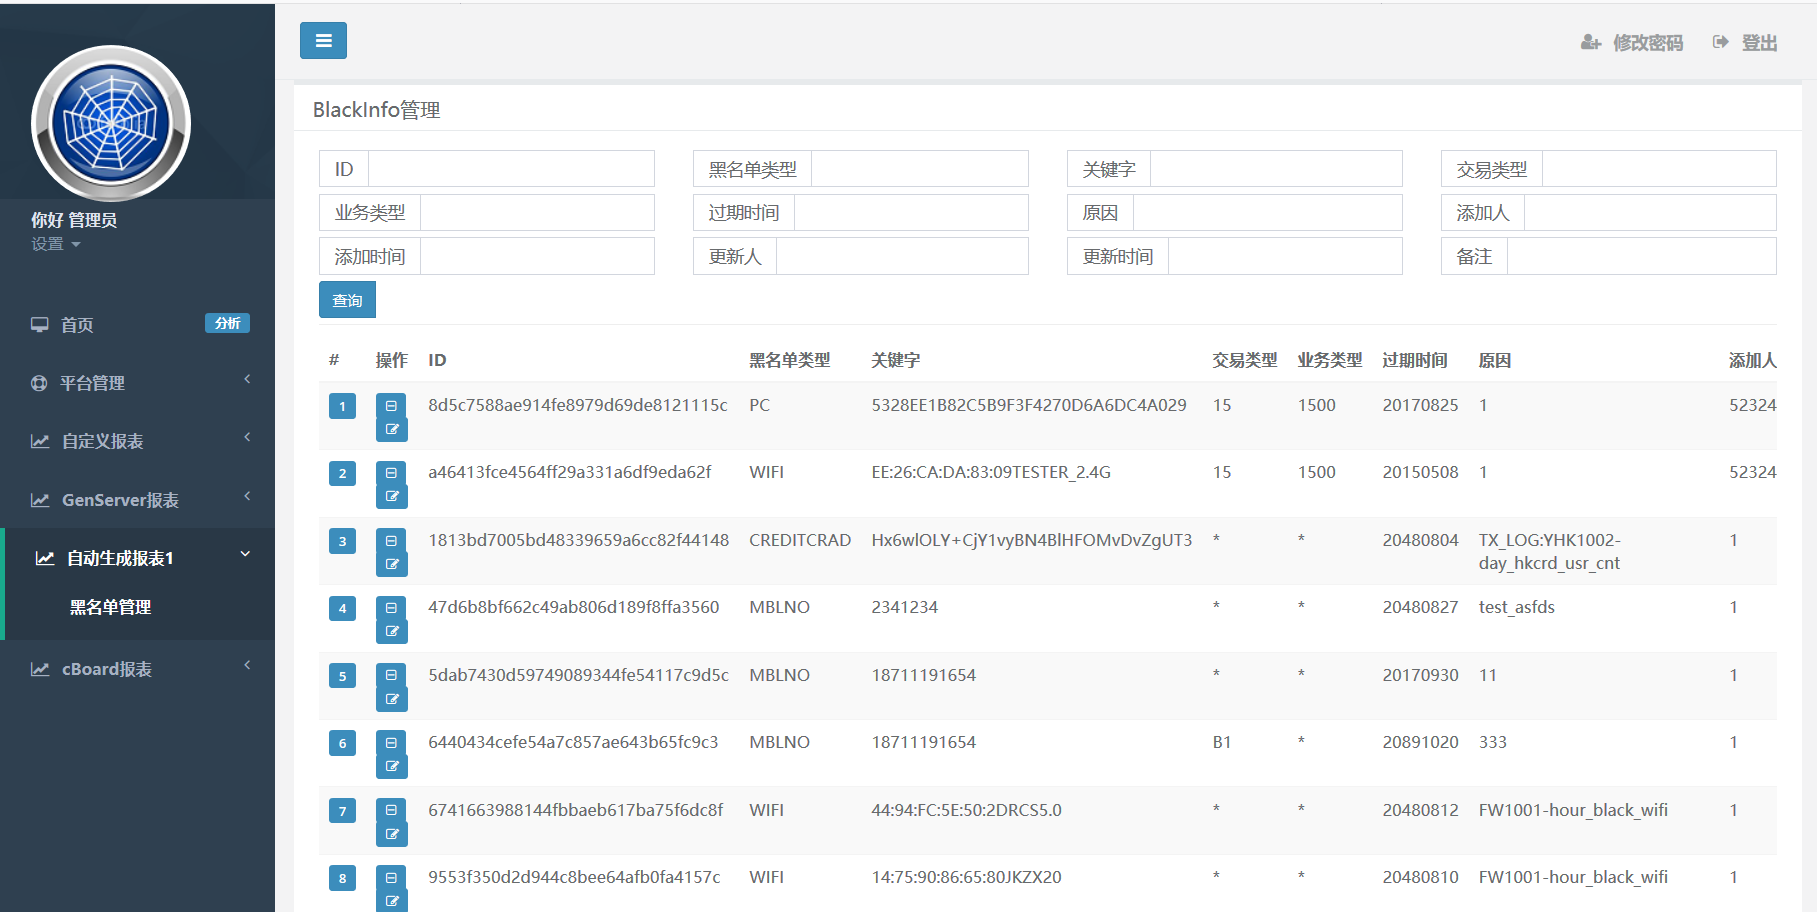 修改密码 登出
你好 管理员
设置
首页 分析
平台管理
自定义报表
GenServer报表
自动生成报表1
黑名单管理
cBoard报表
BlackInfo管理
ID 黑名单类型 关键字 交易类型
业务类型 过期时间 原因 添加人
添加时间 更新人 更新时间 备注
查询
# 操作 ID 黑名单类型 关键字 交易类型 业务类型 过期时间 原因 添加人
1 8d5c7588ae914fe8979d69de8121115c PC 5328EE1B82C5B9F3F4270D6A6DC4A029 15 1500 20170825 1 52324
2 a46413fce4564ff29a331a6df9eda62f WIFI EE:26:CA:DA:83:09TESTER_2.4G 15 1500 20150508 1 52324
3 1813bd7005bd48339659a6cc82f44148 CREDITCRAD Hx6wlOLY+CjY1vyBN4BlHFOMvDvZgUT3 * * 20480804 TX_LOG:YHK1002- 1
day_hkcrd_usr_cnt
4 47d6b8bf662c49ab806d189f8ffa3560 MBLNO 2341234 * * 20480827 test_asfds 1
5 5dab7430d59749089344fe54117c9d5c MBLNO 18711191654 * * 20170930 11 1
6 6440434cefe54a7c857ae643b65fc9c3 MBLNO 18711191654 B1 * 20891020 333 1
7 6741663988144fbbaeb617ba75f6dc8f WIFI 44:94:FC:5E:50:2DRCS5.0 * * 20480812 FW1001-hour_black_wifi 1
8 9553f350d2d944c8bee64afb0fa4157c WIFI 14:75:90:86:65:80JKZX20 * * 20480810 FW1001-hour_black_wifi 1